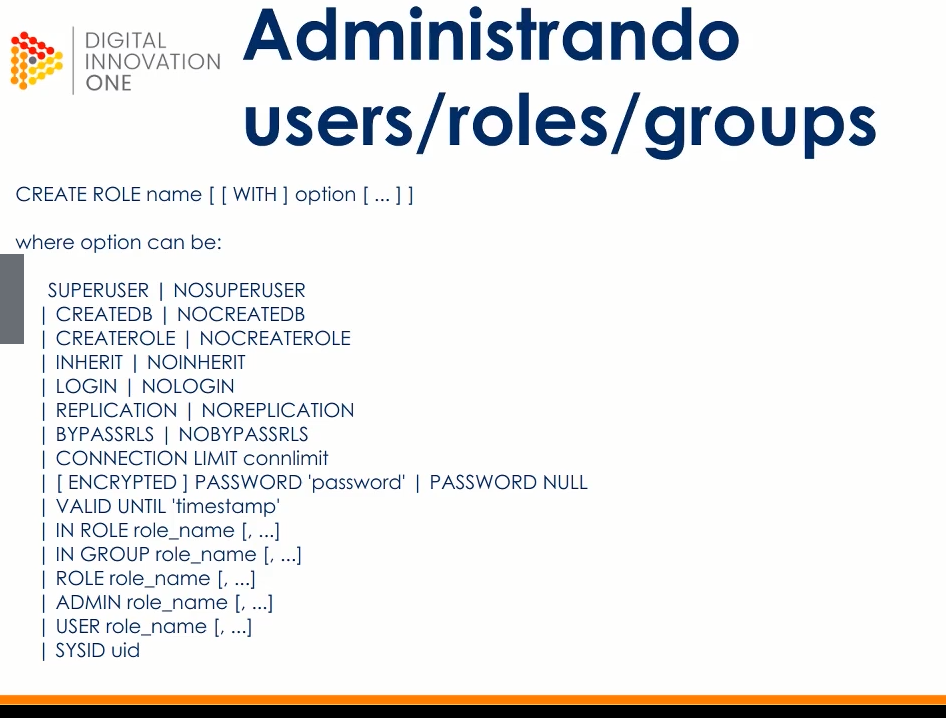 DIGITAL
INNOVATION
ONE
Administrando
users/roles/groups
CREATE ROLE name [ [ WITH ] option [ ... ] ]
where option can be:
SUPERUSER | NOSUPERUSER
| CREATEDB | NOCREATEDB
| CREATEROLE | NOCREATEROLE
| INHERIT | NOINHERIT
| LOGIN | NOLOGIN
| REPLICATION | NOREPLICATION
| BYPASSRLS | NOBYPASSRLS
| CONNECTION LIMIT connlimit
| [ ENCRYPTED ] PASSWORD 'password' | PASSWORD NULL
| VALID UNTIL 'timestamp'
| IN ROLE role_name [, ...]
| IN GROUP role_name [, ...]
| ROLE role_name [, ...]
| ADMIN role_name [, ...]
| USER role_name [, ...]
| SYSID uid